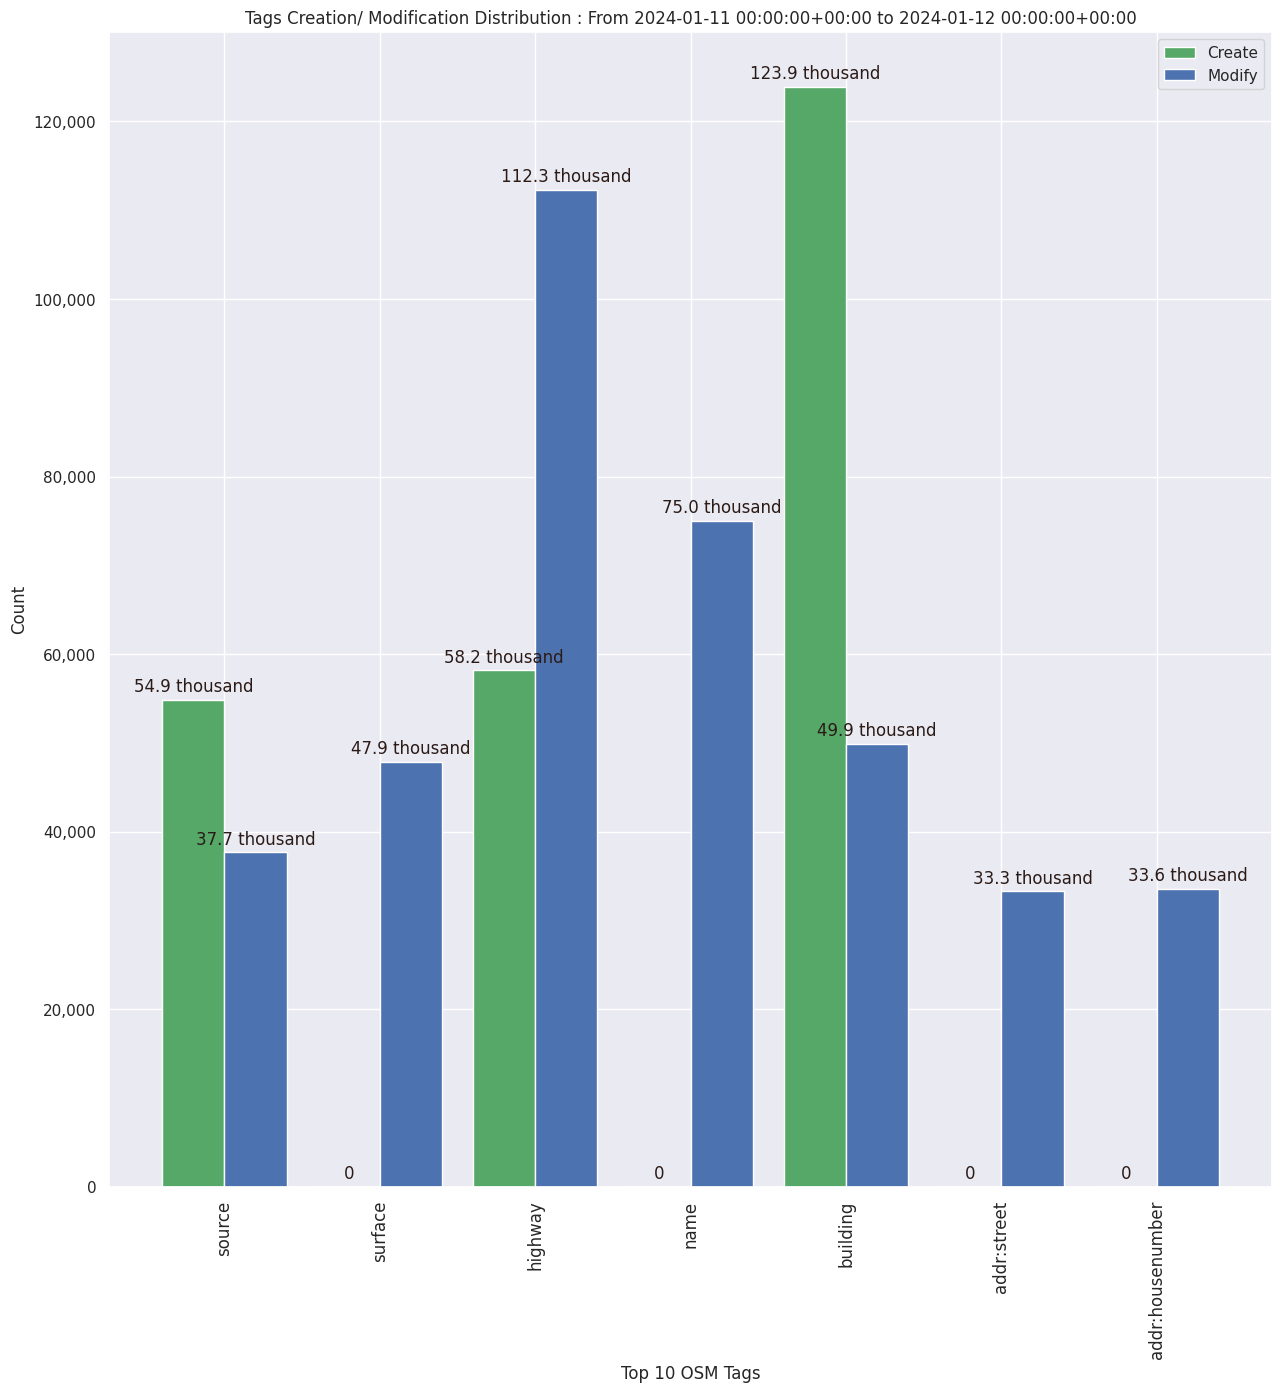 Tags Creation/ Modification Distribution : From 2024-01-11 00:00:00+00:00 to 2024-01-12 00:00:00+00:00
Create
Modify
123.9 thousand
120,000
112.3 thousand
100,000
80,000
75.0 thousand
60,000
58.2 thousand
54.9 thousand
49.9 thousand
47.9 thousand
40,000
37.7 thousand
33.3 thousand
33.6 thousand
20,000
0
0
0
0
0
Count
source
surface
highway
name
building
addr:street
addr:housenumber
Top 10 OSM Tags